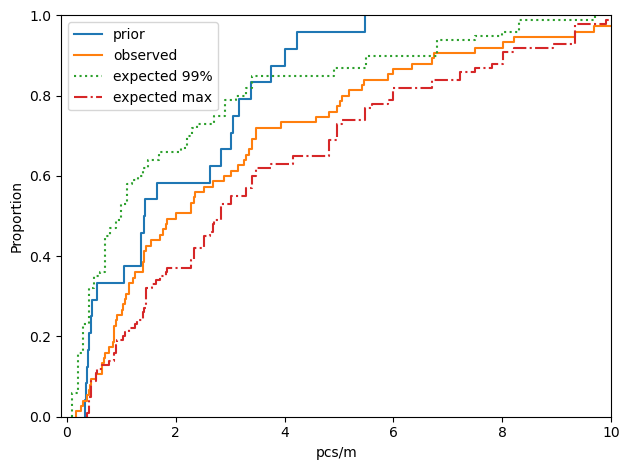 1.0
0.8
0.6
0.4
0.2
0.0
Proportion
prior
observed
expected 99%
expected max
0 2 4 6 8 10
pcs/m